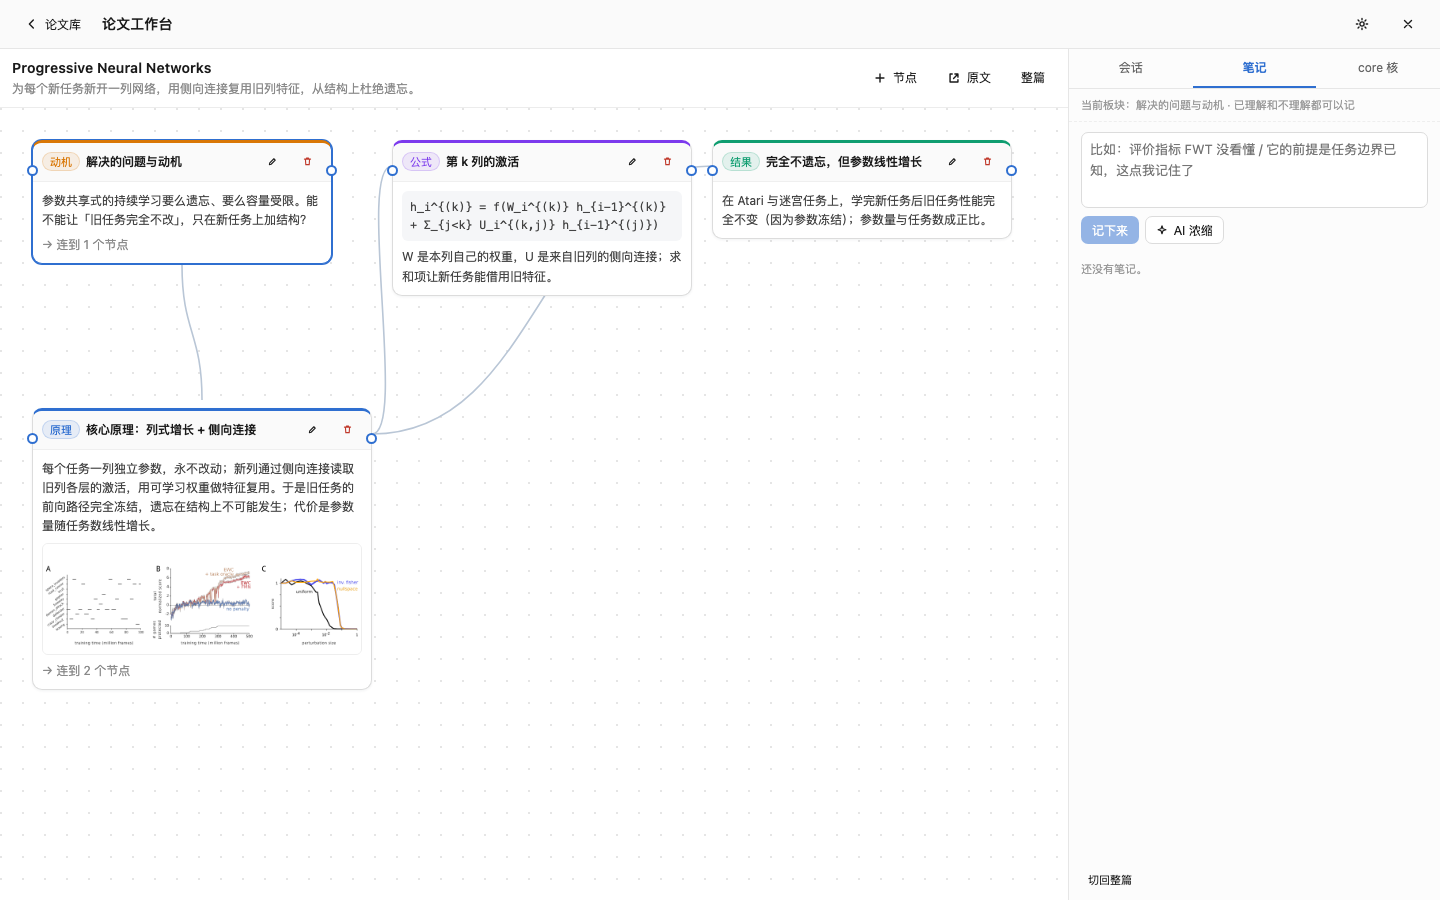 论文库
论文工作台
Progressive Neural Networks
为每个新任务新开一列网络，用侧向连接复用旧列特征，从结构上杜绝遗忘。
节点
原文
整篇
动机
解决的问题与动机
参数共享式的持续学习要么遗忘、要么容量受限。能
不能让「旧任务完全不改」，只在新任务上加结构？
→ 连到 1 个节点
公式
第 k 列的激活
h_i^{(k)} = f(W_i^{(k)} h_{i−1}^{(k)}
+ Σ_{j<k} U_i^{(k,j)} h_{i−1}^{(j)})
W 是本列自己的权重，U 是来自旧列的侧向连接；求
和项让新任务能借用旧特征。
结果
完全不遗忘，但参数线性增长
在 Atari 与迷宫任务上，学完新任务后旧任务性能完
全不变（因为参数冻结）；参数量与任务数成正比。
原理
核心原理：列式增长 + 侧向连接
每个任务一列独立参数，永不改动；新列通过侧向连接读取
旧列各层的激活，用可学习权重做特征复用。于是旧任务的
前向路径完全冻结，遗忘在结构上不可能发生；代价是参数
量随任务数线性增长。
A
B
C
EWC
no penalty
uniform
inv. fisher
nullspace
score
training time (million frames)
training time (million frames)
perturbation size
→ 连到 2 个节点
会话
笔记
core 核
当前板块：解决的问题与动机 · 已理解和不理解都可以记
比如：评价指标 FWT 没看懂 / 它的前提是任务边界已
知，这点我记住了
记下来
AI 浓缩
还没有笔记。
切回整篇